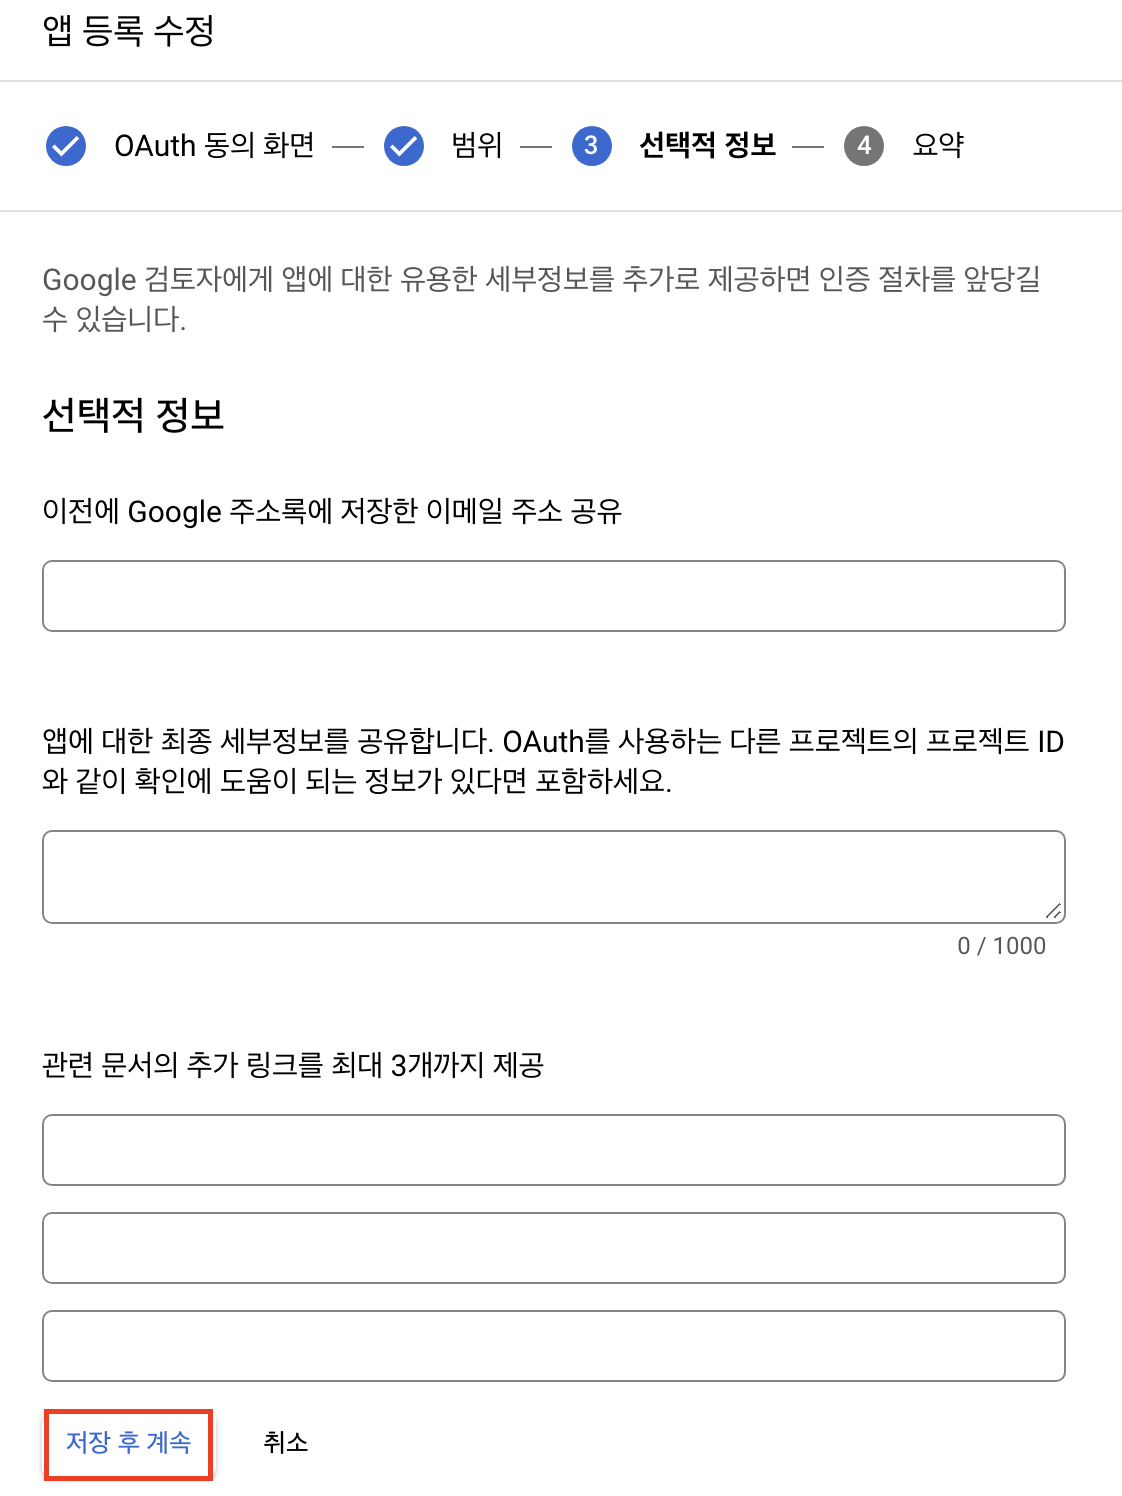 앱 등록 수정
OAuth 동의 화면 — 범위 — 3 선택적 정보 — 4 요약
Google 검토자에게 앱에 대한 유용한 세부정보를 추가로 제공하면 인증 절차를 앞당길
수 있습니다.
선택적 정보
이전에 Google 주소록에 저장한 이메일 주소 공유
앱에 대한 최종 세부정보를 공유합니다. OAuth를 사용하는 다른 프로젝트의 프로젝트 ID
와 같이 확인에 도움이 되는 정보가 있다면 포함하세요.
0 / 1000
관련 문서의 추가 링크를 최대 3개까지 제공
저장 후 계속 취소